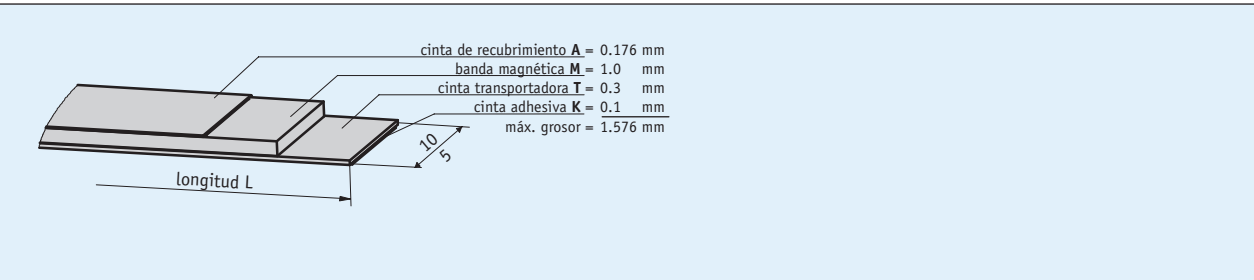 cinta de recubrimiento A = 0.176 mm
banda magnética M = 1.0 mm
cinta transportadora T = 0.3 mm
cinta adhesiva K = 0.1 mm
máx. grosor = 1.576 mm
10
5
longitud L